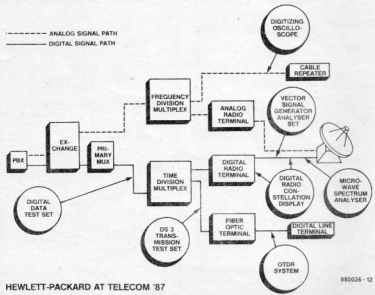 ANALOG SIGNAL PATH
DIGITAL SIGNAL PATH
DIGITIZING
OSCILLO-
SCOPE
CABLE
REPEATER
FREQUENCY
DIVISION
MULTIPLEX
ANALOG
RADIO
TERMINAL
VECTOR
SIGNAL
GENERATOR
ANALYSER
SET
PBX
EX-
CHANGE
PRI-
MARY
MUX
TIME
DIVISION
MULTIPLEX
DIGITAL
RADIO
TERMINAL
DIGITAL
RADIO CON-
STELLATION
DISPLAY
MICRO-
WAVE
SPECTRUM
ANALYSER
DIGITAL
DATA
TEST SET
DS 3
TRANS-
MISSION
TEST SET
FIBER
OPTIC
TERMINAL
DIGITAL LINE
TERMINAL
OTDR
SYSTEM
880036 - 12
HEWLETT-PACKARD AT TELECOM '87